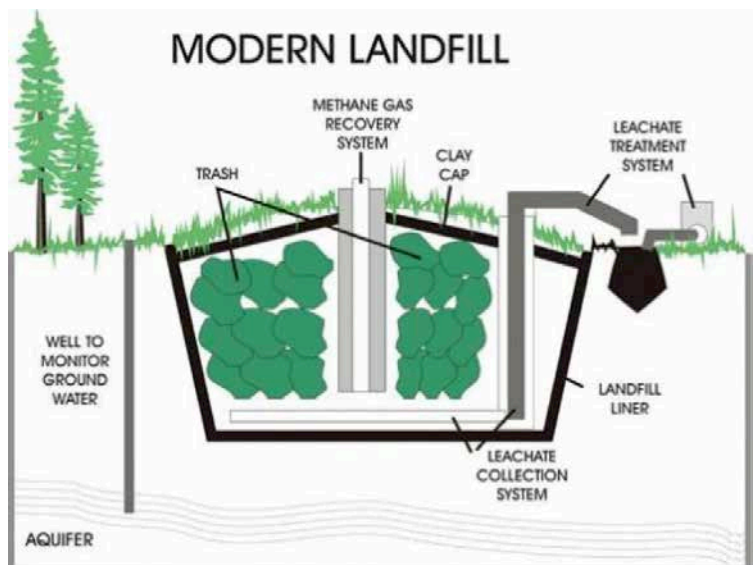 MODERN LANDFILL
METHANE GAS
RECOVERY
SYSTEM
LEACHATE
TREATMENT
SYSTEM
TRASH
CLAY
CAP
WELL TO
MONITOR
GROUND
WATER
LANDFILL
LINER
LEACHATE
COLLECTION
SYSTEM
AQUIFER